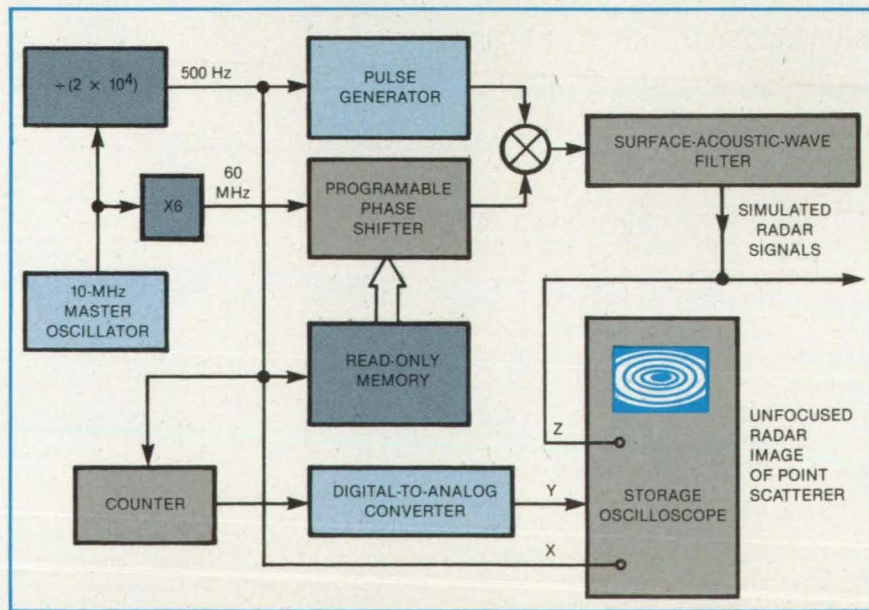 ÷ (2 × 10⁴)
500 Hz
PULSE
GENERATOR
SURFACE-ACOUSTIC-WAVE
FILTER
60
MHz
X6
PROGRAMABLE
PHASE
SHIFTER
SIMULATED
RADAR
SIGNALS
10-MHz
MASTER
OSCILLATOR
READ-ONLY
MEMORY
UNFOCUSED
RADAR
IMAGE
OF POINT
SCATTERER
Z
COUNTER
DIGITAL-TO-ANALOG
CONVERTER
Y
STORAGE
OSCILLOSCOPE
X